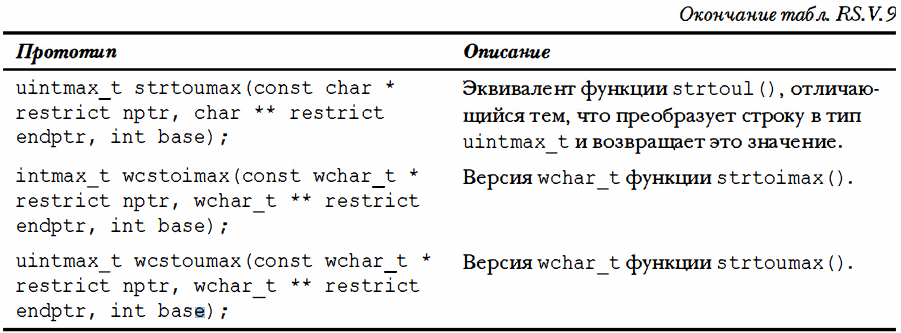 Окончание табл. RS.V.9
Прототип Описание
uintmax_t strtoumax(const char *
restrict nptr, char ** restrict
endptr, int base);
Эквивалент функции strtoul(), отличаю-
щийся тем, что преобразует строку в тип
uintmax_t и возвращает это значение.
intmax_t wcstoimax(const wchar_t *
restrict nptr, wchar_t ** restrict
endptr, int base);
Версия wchar_t функции strtoimax().
uintmax_t wcstoumax(const wchar_t *
restrict nptr, wchar_t ** restrict
endptr, int base);
Версия wchar_t функции strtoumax().